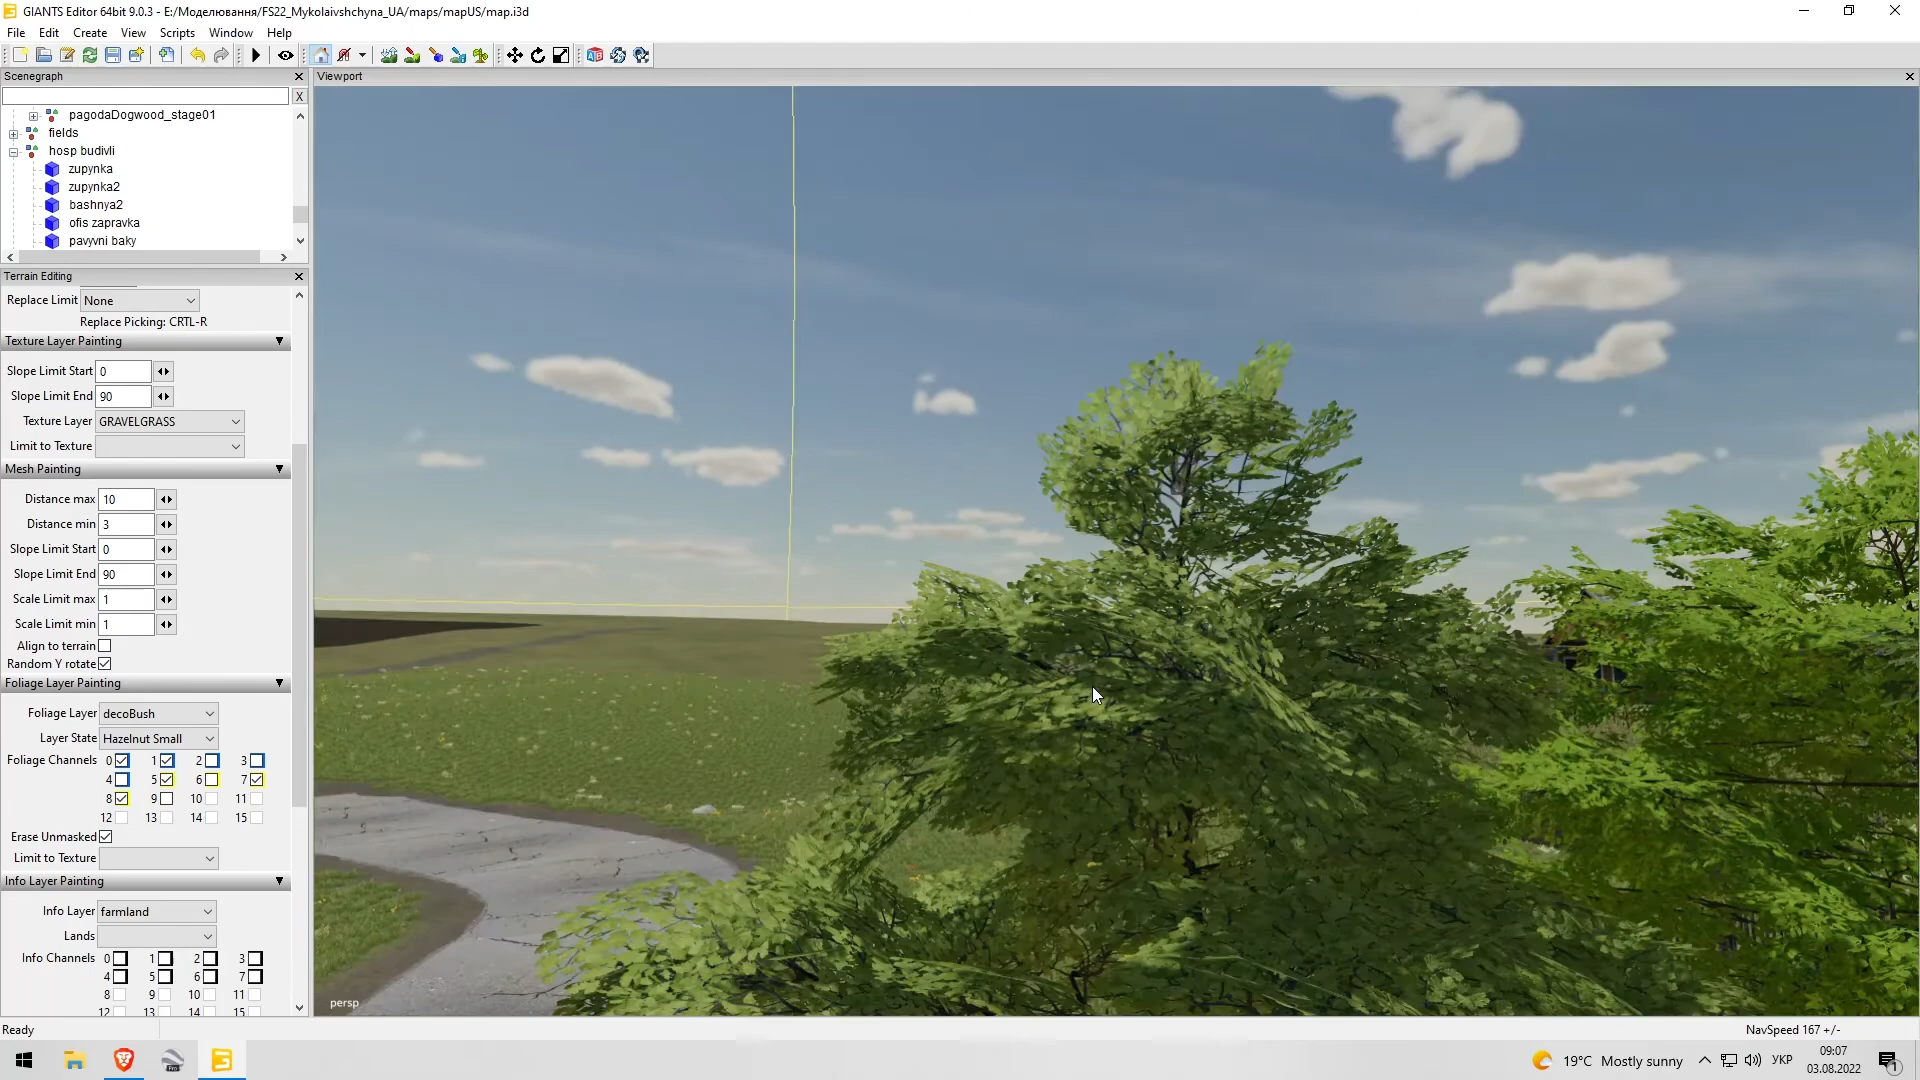 GIANTS Editor 64bit 9.0.3 - E:/Моделювання/FS22_Mykolaivshchyna_UA/maps/mapUS/map.i3d
File Edit Create View Scripts Window Help
Scenegraph
X
pagodaDogwood_stage01
fields
hosp budivli
zupynka
zupynka2
bashnya2
ofis zapravka
pavyvni baky
Terrain Editing
Replace Limit None
Replace Picking: CRTL-R
Texture Layer Painting
Slope Limit Start 0
Slope Limit End 90
Texture Layer GRAVELGRASS
Limit to Texture
Mesh Painting
Distance max 10
Distance min 3
Slope Limit Start 0
Slope Limit End 90
Scale Limit max 1
Scale Limit min 1
Align to terrain
Random Y rotate
Foliage Layer Painting
Foliage Layer decoBush
Layer State Hazelnut Small
Foliage Channels 0 1 2 3
4 5 6 7
8 9 10 11
12 13 14 15
Erase Unmasked
Limit to Texture
Info Layer Painting
Info Layer farmland
Lands
Info Channels 0 1 2 3
4 5 6 7
8 9 10 11
12 13 14 15
Viewport
persp
Ready
NavSpeed 167 +/-
19°C Mostly sunny
УКР
09:07
03.08.2022
1